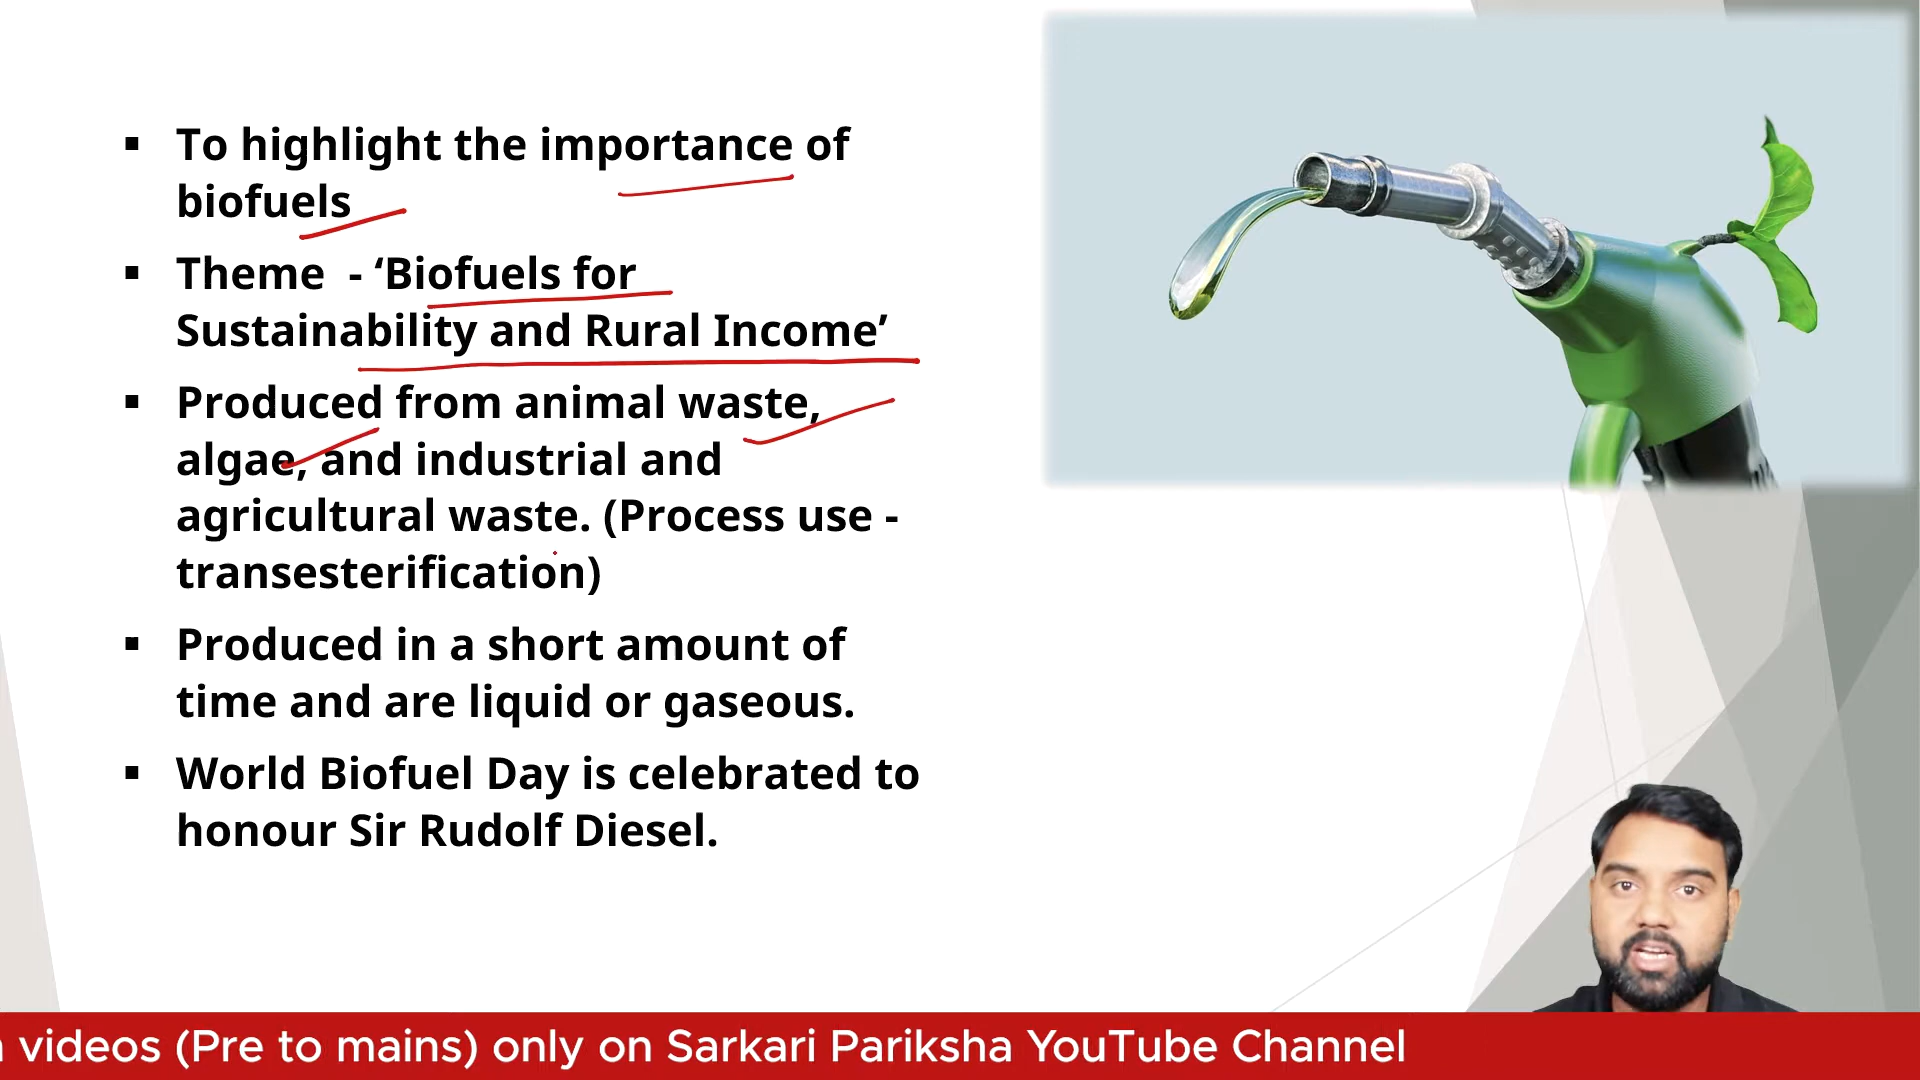 ▪ To highlight the importance of
biofuels
▪ Theme - ‘Biofuels for
Sustainability and Rural Income’
▪ Produced from animal waste,
algae, and industrial and
agricultural waste. (Process use -
transesterification)
▪ Produced in a short amount of
time and are liquid or gaseous.
▪ World Biofuel Day is celebrated to
honour Sir Rudolf Diesel.
videos (Pre to mains) only on Sarkari Pariksha YouTube Channel